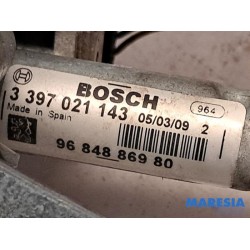 BOSCH
964
3 397 021 143
05/03/09 2
Made in Spain
96 848 869 80
MARESIA